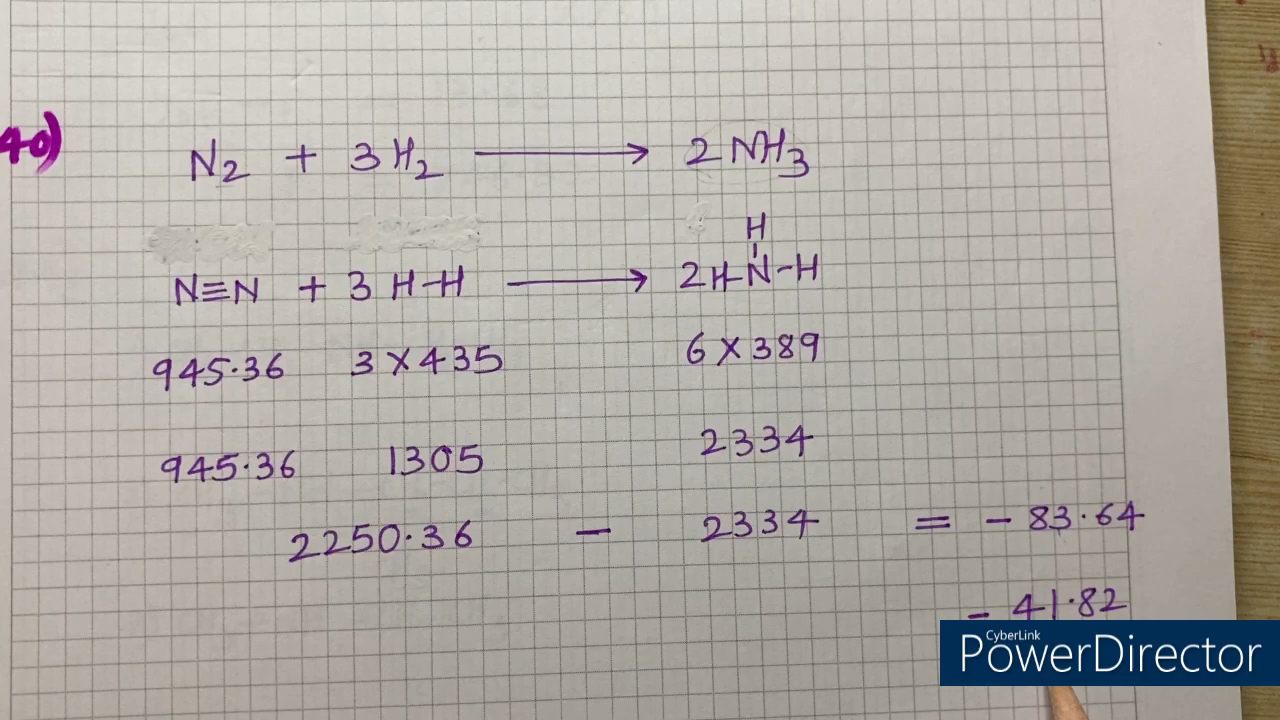 40)
N₂ + 3H₂ ⟶ 2NH₃
H
N≡N + 3 H-H ⟶ 2H-N-H
945.36 3×435 6×389
945.36 1305 2334
2250.36 - 2334 = -83.64
-41.82
CyberLink
PowerDirector